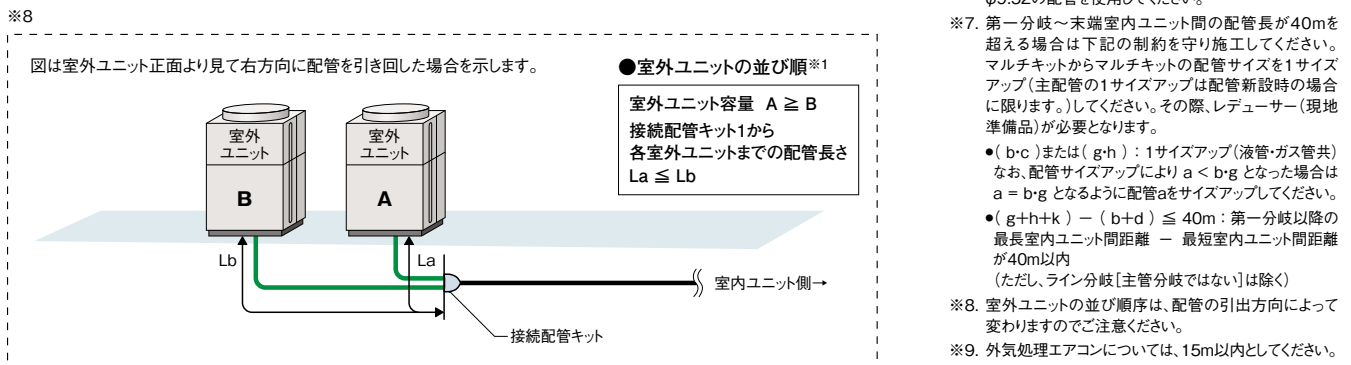 ※8
図は室外ユニット正面より見て右方向に配管を引き回した場合を示します。
●室外ユニットの並び順※1
室外ユニット容量 A ≧ B
接続配管キット1から
各室外ユニットまでの配管長さ
La ≦ Lb
室外
ユニット
B
室外
ユニット
A
Lb
La
室内ユニット側→
接続配管キット
φ9.52の配管を使用してください。
※7. 第一分岐～末端室内ユニット間の配管長が40mを
超える場合は下記の制約を守り施工してください。
マルチキットからマルチキットの配管サイズを1サイズ
アップ(主配管の1サイズアップは配管新設時の場合
に限ります。)してください。その際、レデューサー(現地
準備品)が必要となります。
●( b・c )または( g・h ) : 1サイズアップ(液管・ガス管共)
なお、配管サイズアップにより a < b・g となった場合は
a = b・g となるように配管aをサイズアップしてください。
●( g+h+k ) － ( b+d ) ≦ 40m : 第一分岐以降の
最長室内ユニット間距離 － 最短室内ユニット間距離
が40m以内
(ただし、ライン分岐[主管分岐ではない]は除く)
※8. 室外ユニットの並び順序は、配管の引出方向によって
変わりますのでご注意ください。
※9. 外気処理エアコンについては、15m以内としてください。